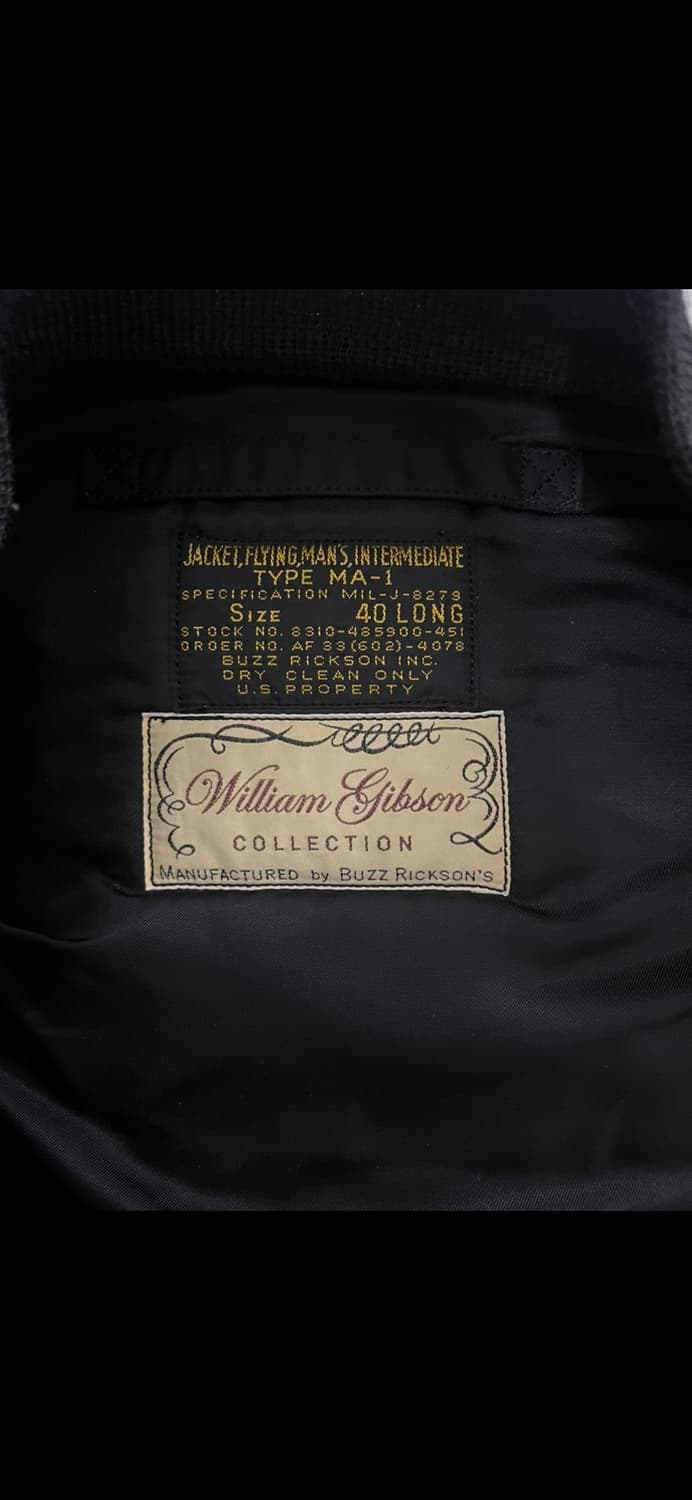 JACKET, FLYING, MAN'S, INTERMEDIATE
TYPE MA-1
SPECIFICATION MIL-J-8279
SIZE 40 LONG
STOCK NO. 8310-485900-451
ORDER NO. AF 33(602)-4078
BUZZ RICKSON INC.
DRY CLEAN ONLY
U.S. PROPERTY
William Gibson
COLLECTION
MANUFACTURED by BUZZ RICKSON'S